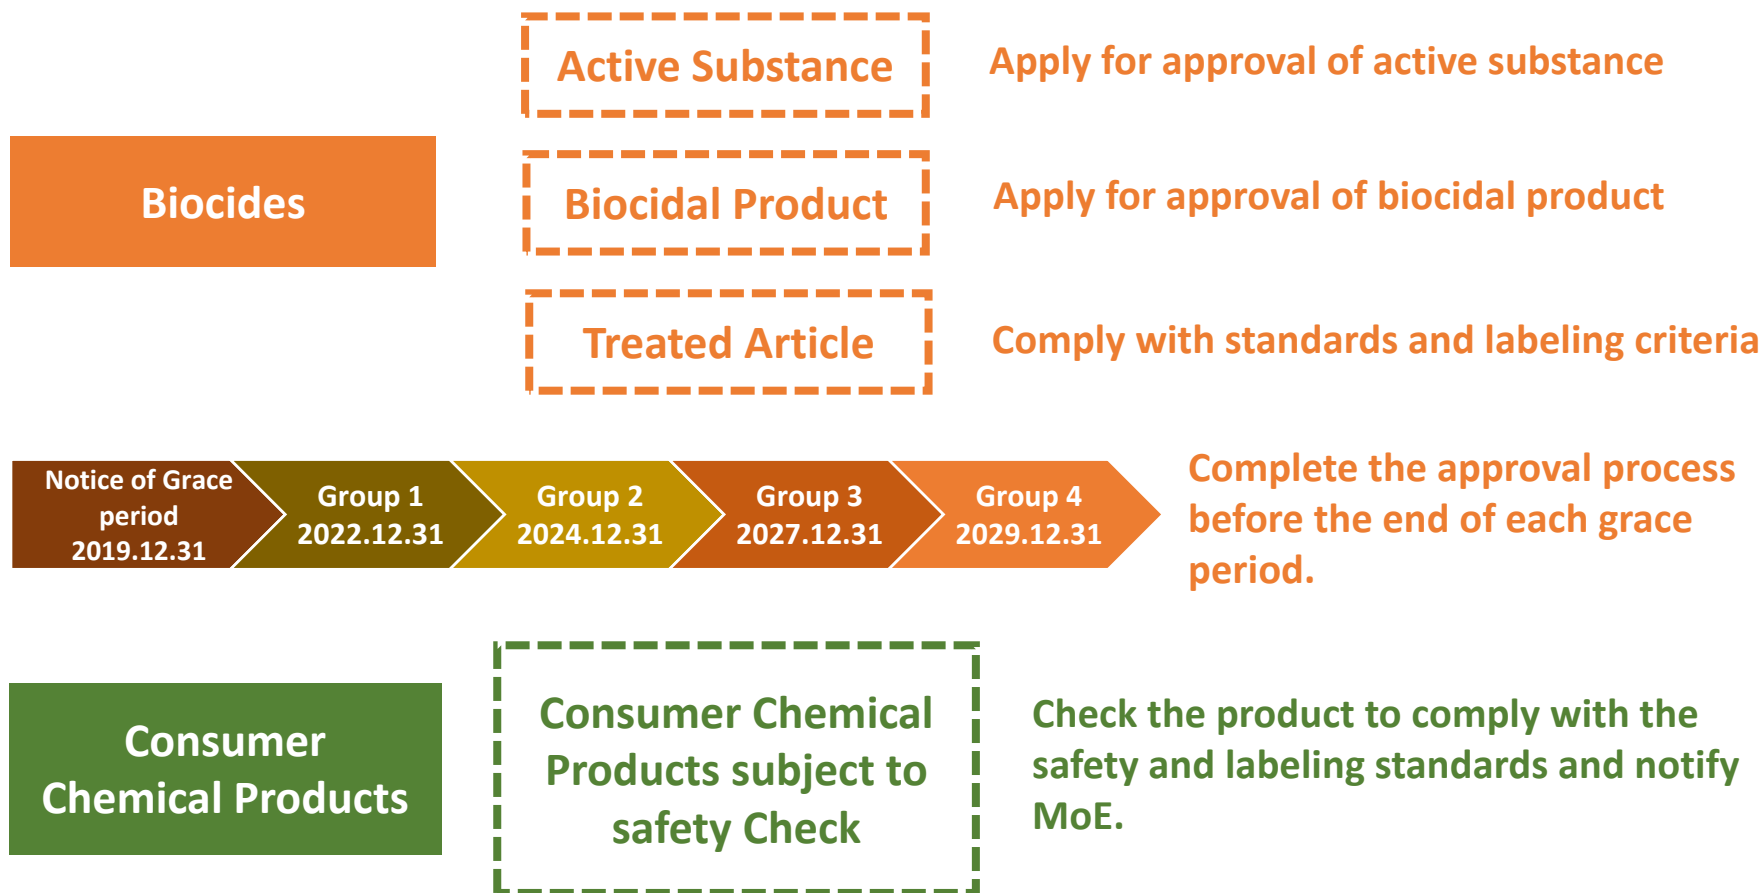 Active Substance
Apply for approval of active substance
Biocides
Biocidal Product
Apply for approval of biocidal product
Treated Article
Comply with standards and labeling criteria
Notice of Grace
period
2019.12.31
Group 1
2022.12.31
Group 2
2024.12.31
Group 3
2027.12.31
Group 4
2029.12.31
Complete the approval process
before the end of each grace
period.
Consumer
Chemical Products
Consumer Chemical
Products subject to
safety Check
Check the product to comply with the
safety and labeling standards and notify
MoE.